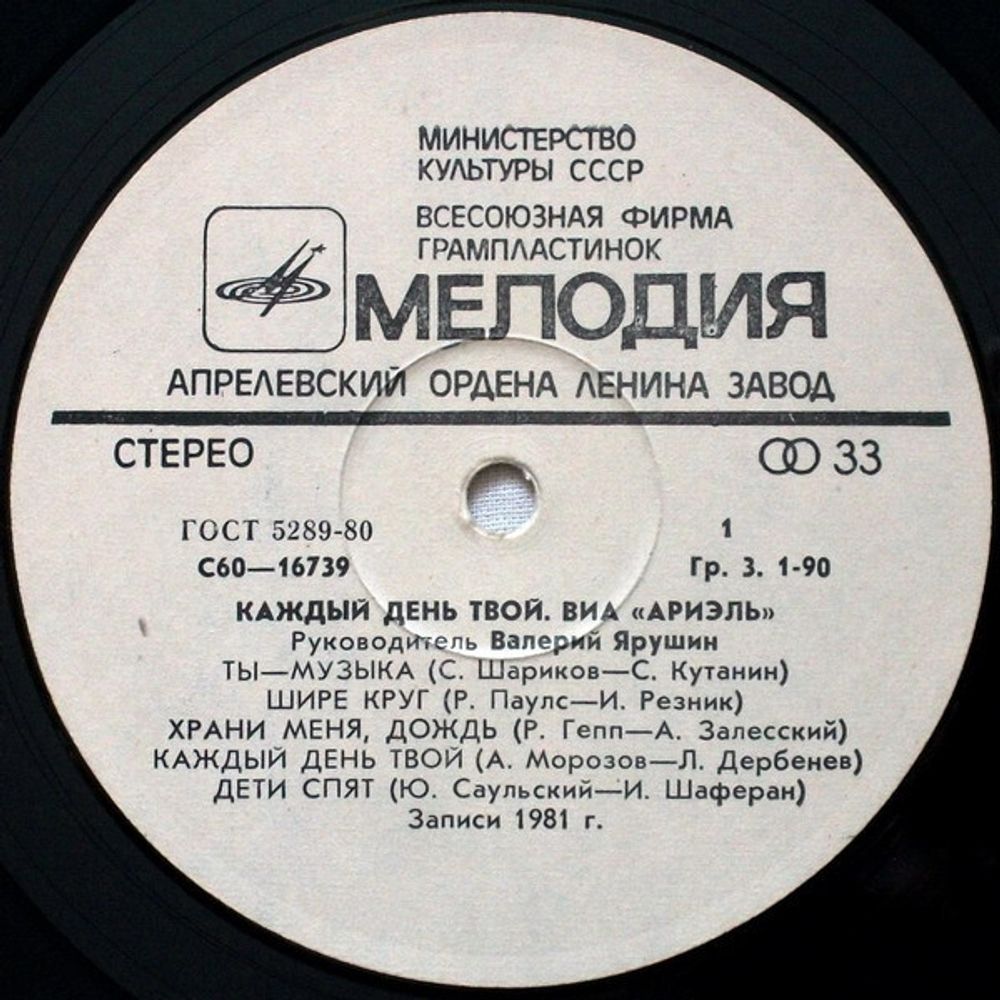 МИНИСТЕРСТВО
КУЛЬТУРЫ СССР
ВСЕСОЮЗНАЯ ФИРМА
ГРАМПЛАСТИНОК
МЕЛОДИЯ
АПРЕЛЕВСКИЙ ОРДЕНА ЛЕНИНА ЗАВОД
СТЕРЕО 33
ГОСТ 5289-80 1
С60—16739 Гр. 3. 1-90
КАЖДЫЙ ДЕНЬ ТВОЙ. ВИА «АРИЭЛЬ»
Руководитель Валерий Ярушин
ТЫ—МУЗЫКА (С. Шариков—С. Кутанин)
ШИРЕ КРУГ (Р. Паулс—И. Резник)
ХРАНИ МЕНЯ, ДОЖДЬ (Р. Гепп—А. Залесский)
КАЖДЫЙ ДЕНЬ ТВОЙ (А. Морозов—Л. Дербенев)
ДЕТИ СПЯТ (Ю. Саульский—И. Шаферан)
Записи 1981 г.